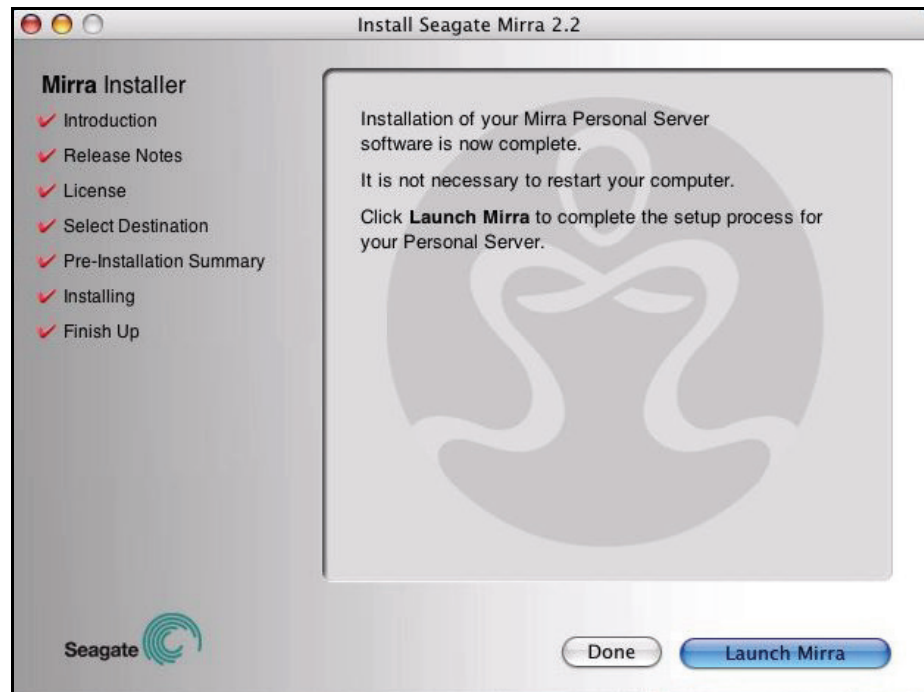 Install Seagate Mirra 2.2
Mirra Installer
Introduction
Release Notes
License
Select Destination
Pre-Installation Summary
Installing
Finish Up
Installation of your Mirra Personal Server
software is now complete.
It is not necessary to restart your computer.
Click Launch Mirra to complete the setup process for
your Personal Server.
Seagate
Done
Launch Mirra